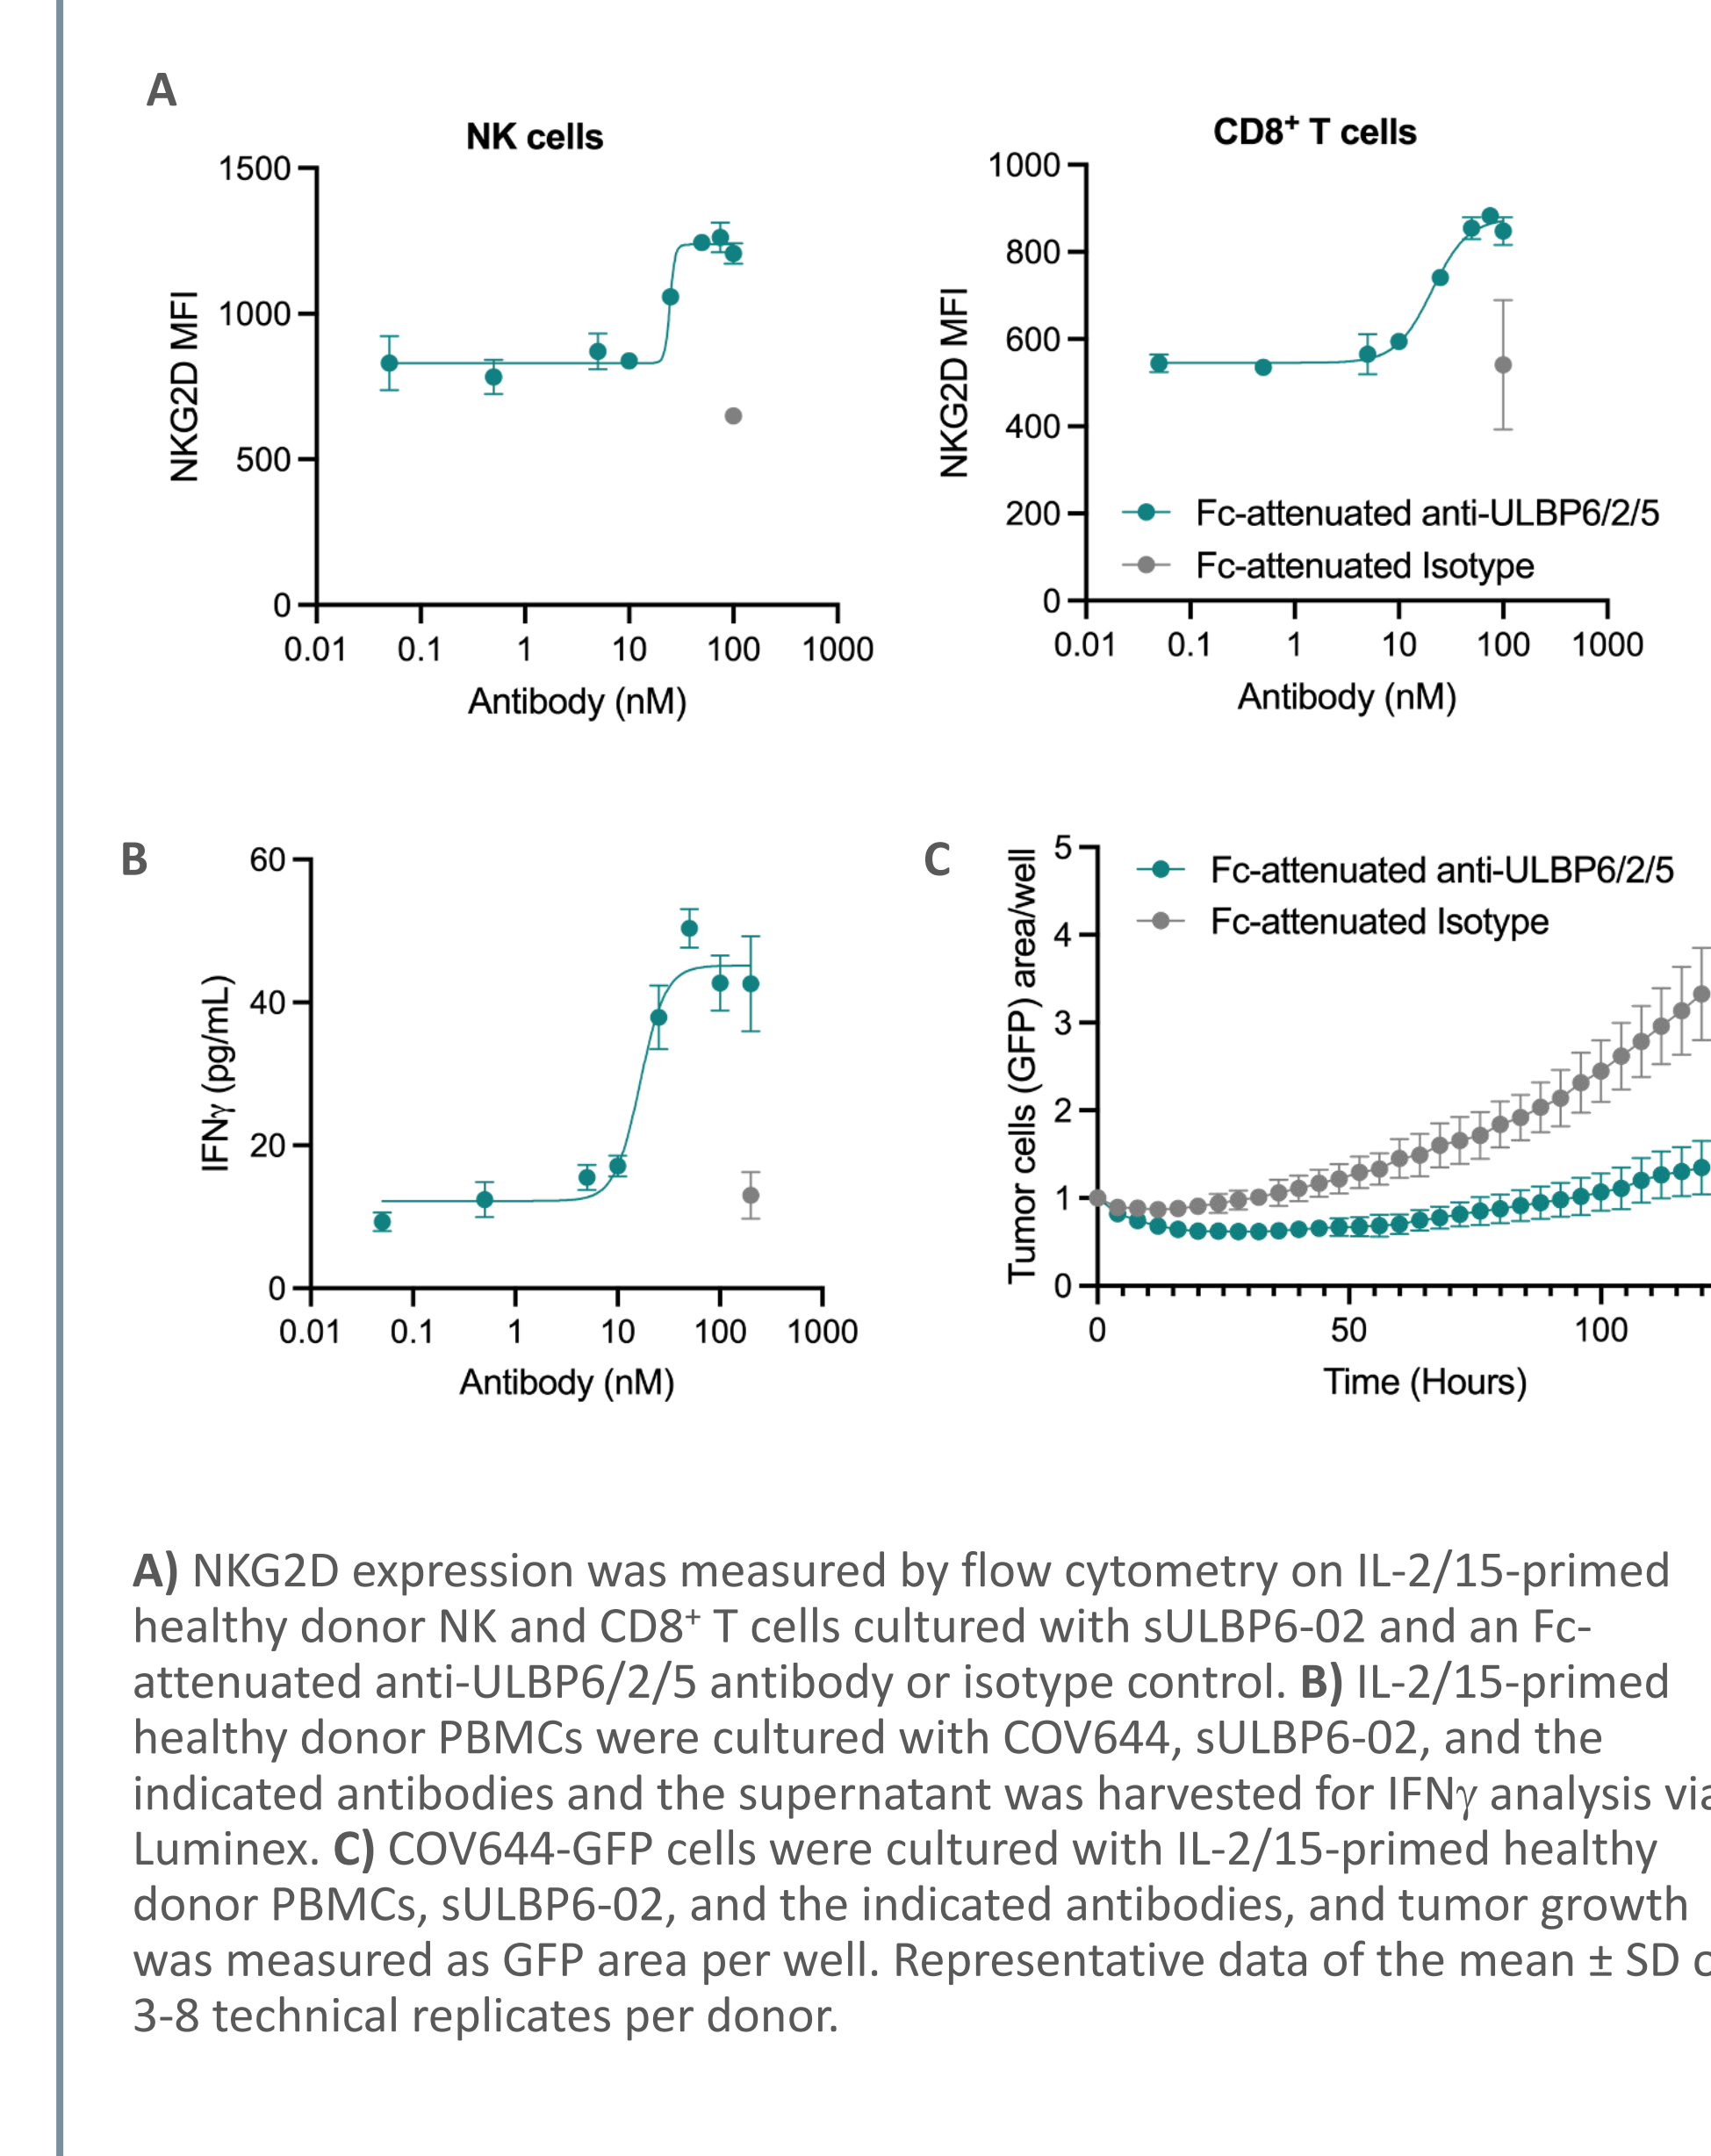 A
NK cells
1500
1000
500
0
NKG2D MFI
0.01 0.1 1 10 100 1000
Antibody (nM)
CD8+ T cells
1000
800
600
400
200
0
NKG2D MFI
Fc-attenuated anti-ULBP6/2/5
Fc-attenuated Isotype
0.01 0.1 1 10 100 1000
Antibody (nM)
B
60
40
20
0
IFNγ (pg/mL)
0.01 0.1 1 10 100 1000
Antibody (nM)
C
5
4
3
2
1
0
Tumor cells (GFP) area/well
Fc-attenuated anti-ULBP6/2/5
Fc-attenuated Isotype
0 50 100
Time (Hours)
A) NKG2D expression was measured by flow cytometry on IL-2/15-primed
healthy donor NK and CD8+ T cells cultured with sULBP6-02 and an Fc-
attenuated anti-ULBP6/2/5 antibody or isotype control. B) IL-2/15-primed
healthy donor PBMCs were cultured with COV644, sULBP6-02, and the
indicated antibodies and the supernatant was harvested for IFNγ analysis via
Luminex. C) COV644-GFP cells were cultured with IL-2/15-primed healthy
donor PBMCs, sULBP6-02, and the indicated antibodies, and tumor growth
was measured as GFP area per well. Representative data of the mean ± SD
3-8 technical replicates per donor.